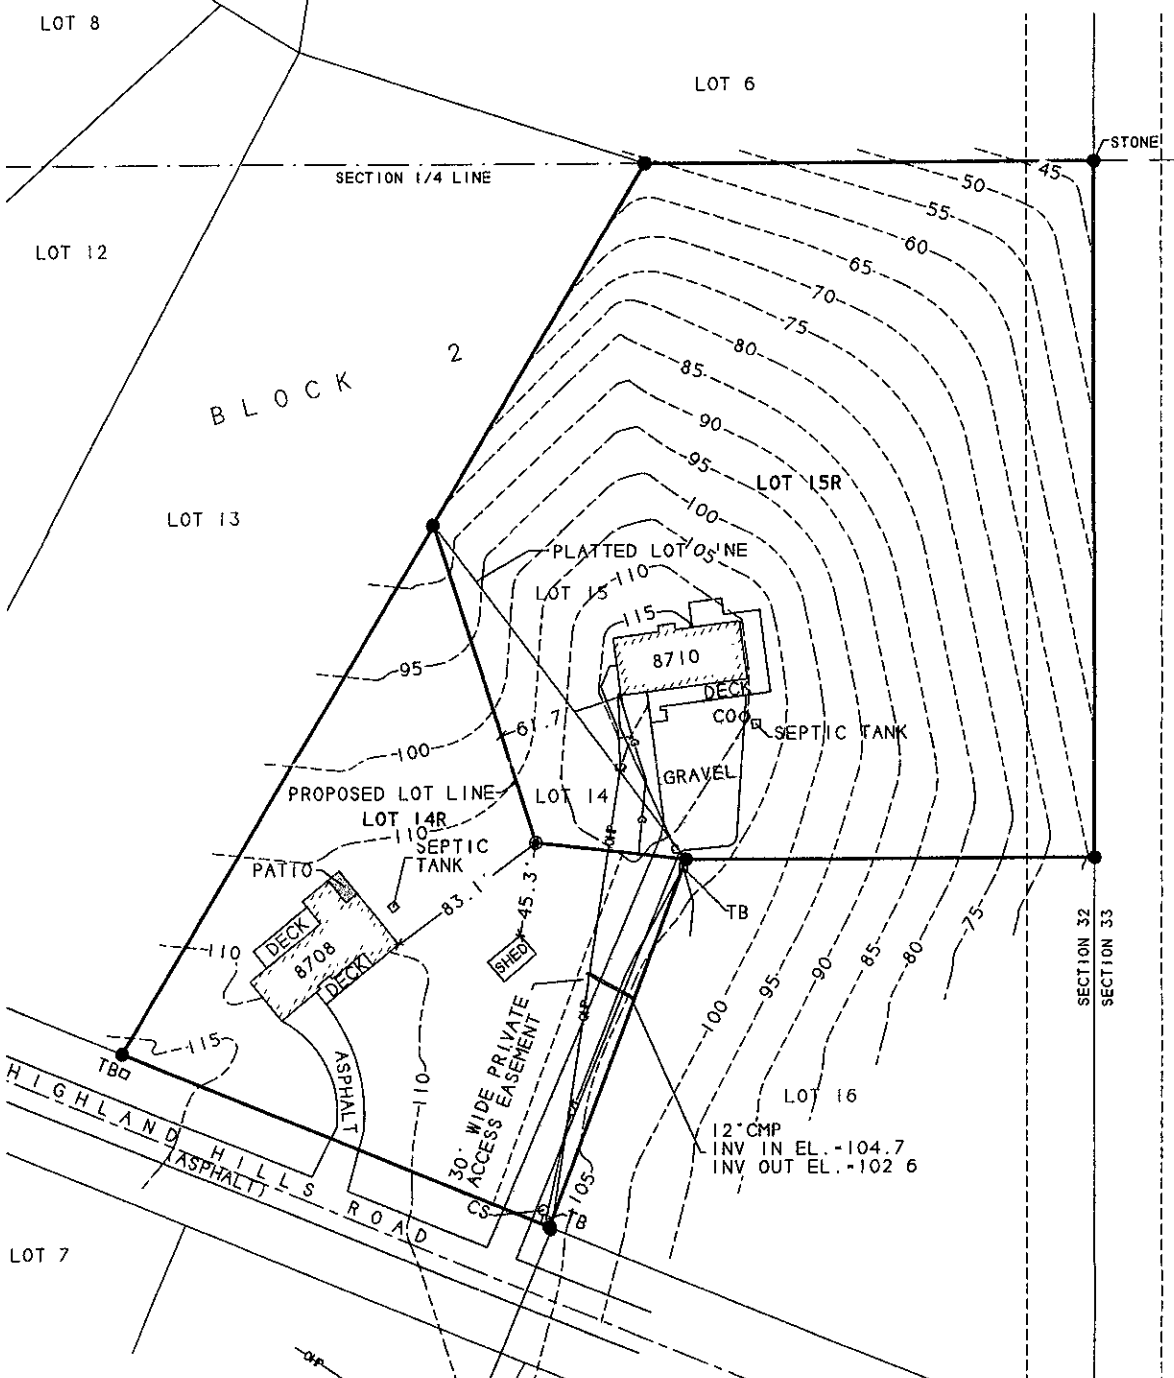 LOT 8
LOT 6
STONE
SECTION 1/4 LINE
45
50
55
60
65
70
75
80
85
90
95
100
105
110
115
LOT 12
BLOCK 2
LOT 13
LOT 15R
PLATTED LOT LINE
LOT 15
8710
DECK
CO
SEPTIC TANK
GRAVEL
61.7
95
100
PROPOSED LOT LINE
LOT 14
LOT 14R
110
SEPTIC
TANK
PATIO
OHP
83.1
45.3'
TB
DECK
8708
DECK
SHED
110
75
80
85
90
95
100
SECTION 32
SECTION 33
OHP
30' WIDE PRIVATE
ACCESS EASEMENT
115
TB
ASPHALT
110
LOT 16
12"CMP
INV IN EL.=104.7
INV OUT EL.=102.6
HIGHLAND HILLS ROAD
(ASPHALT)
CS
TB
105
LOT 7
OHP